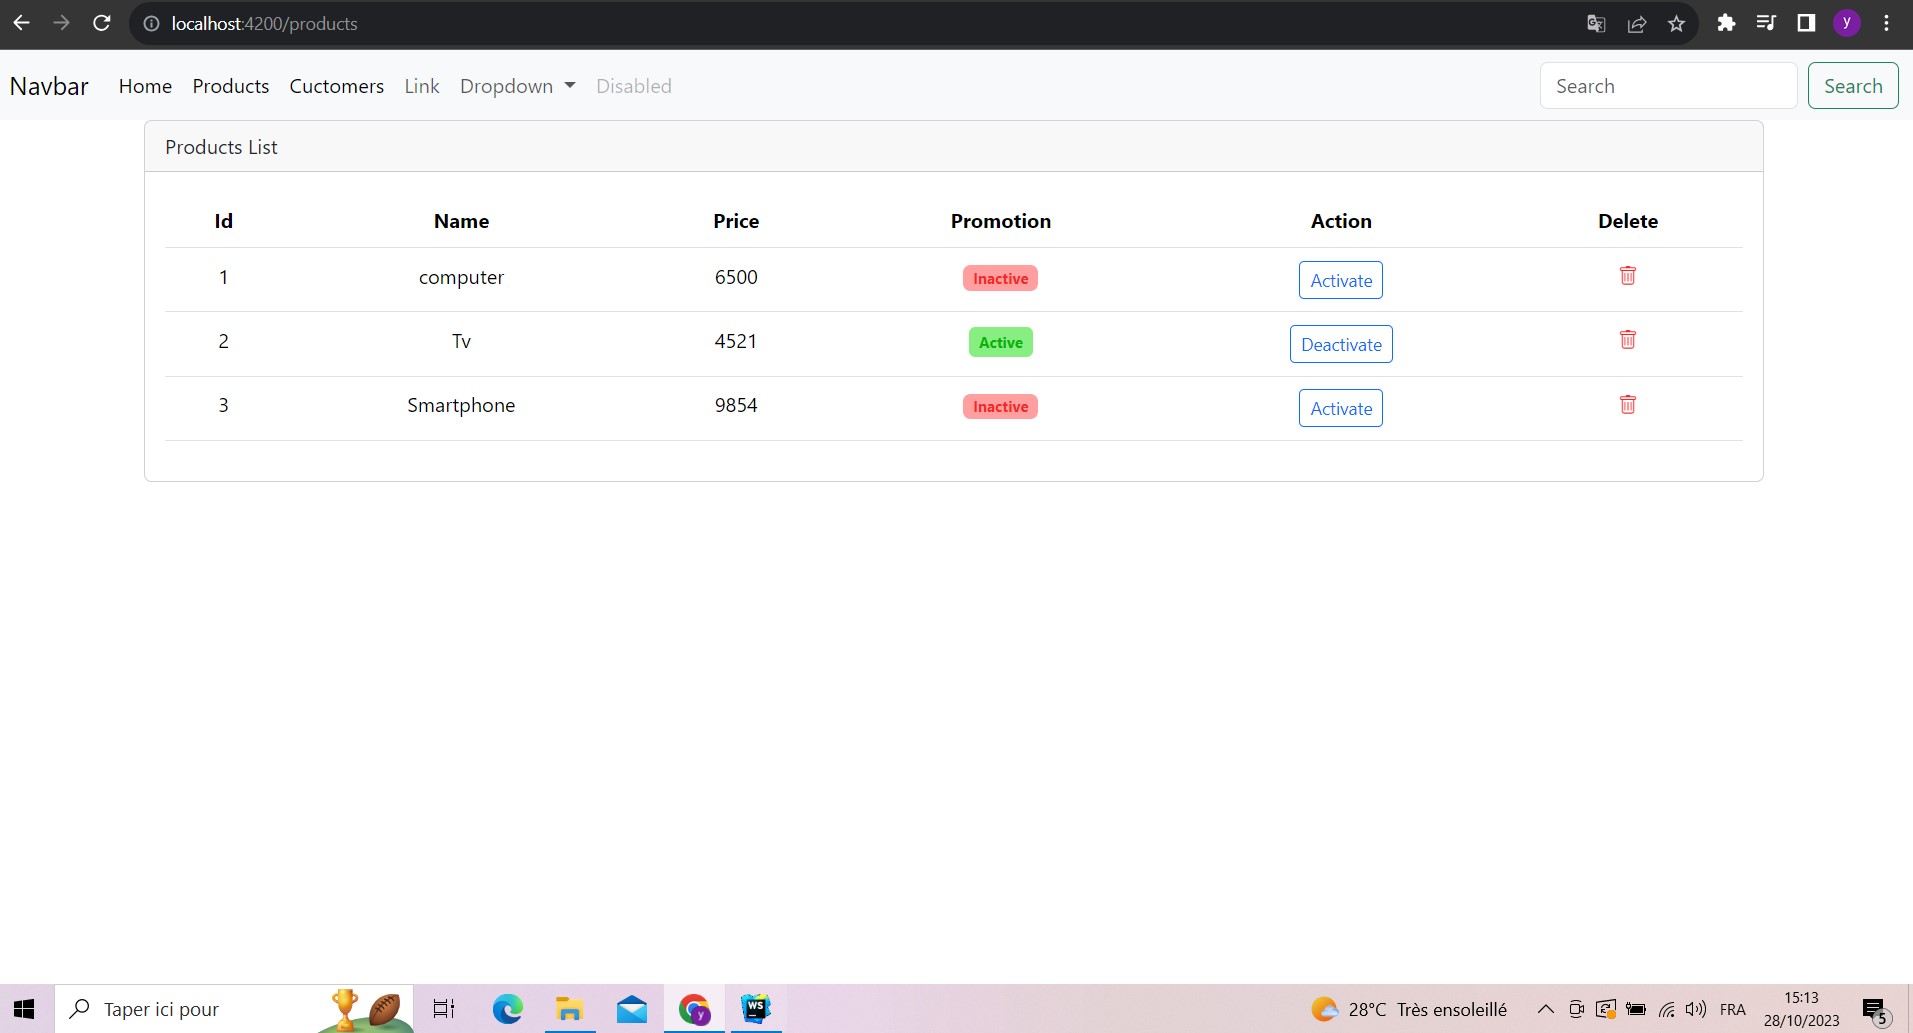 localhost:4200/products
y
Navbar Home Products Cuctomers Link Dropdown Disabled Search Search
Products List
Id Name Price Promotion Action Delete
1 computer 6500 Inactive Activate
2 Tv 4521 Active Deactivate
3 Smartphone 9854 Inactive Activate
Taper ici pour
y
WS
28°C Très ensoleillé
FRA
15:13
28/10/2023
5